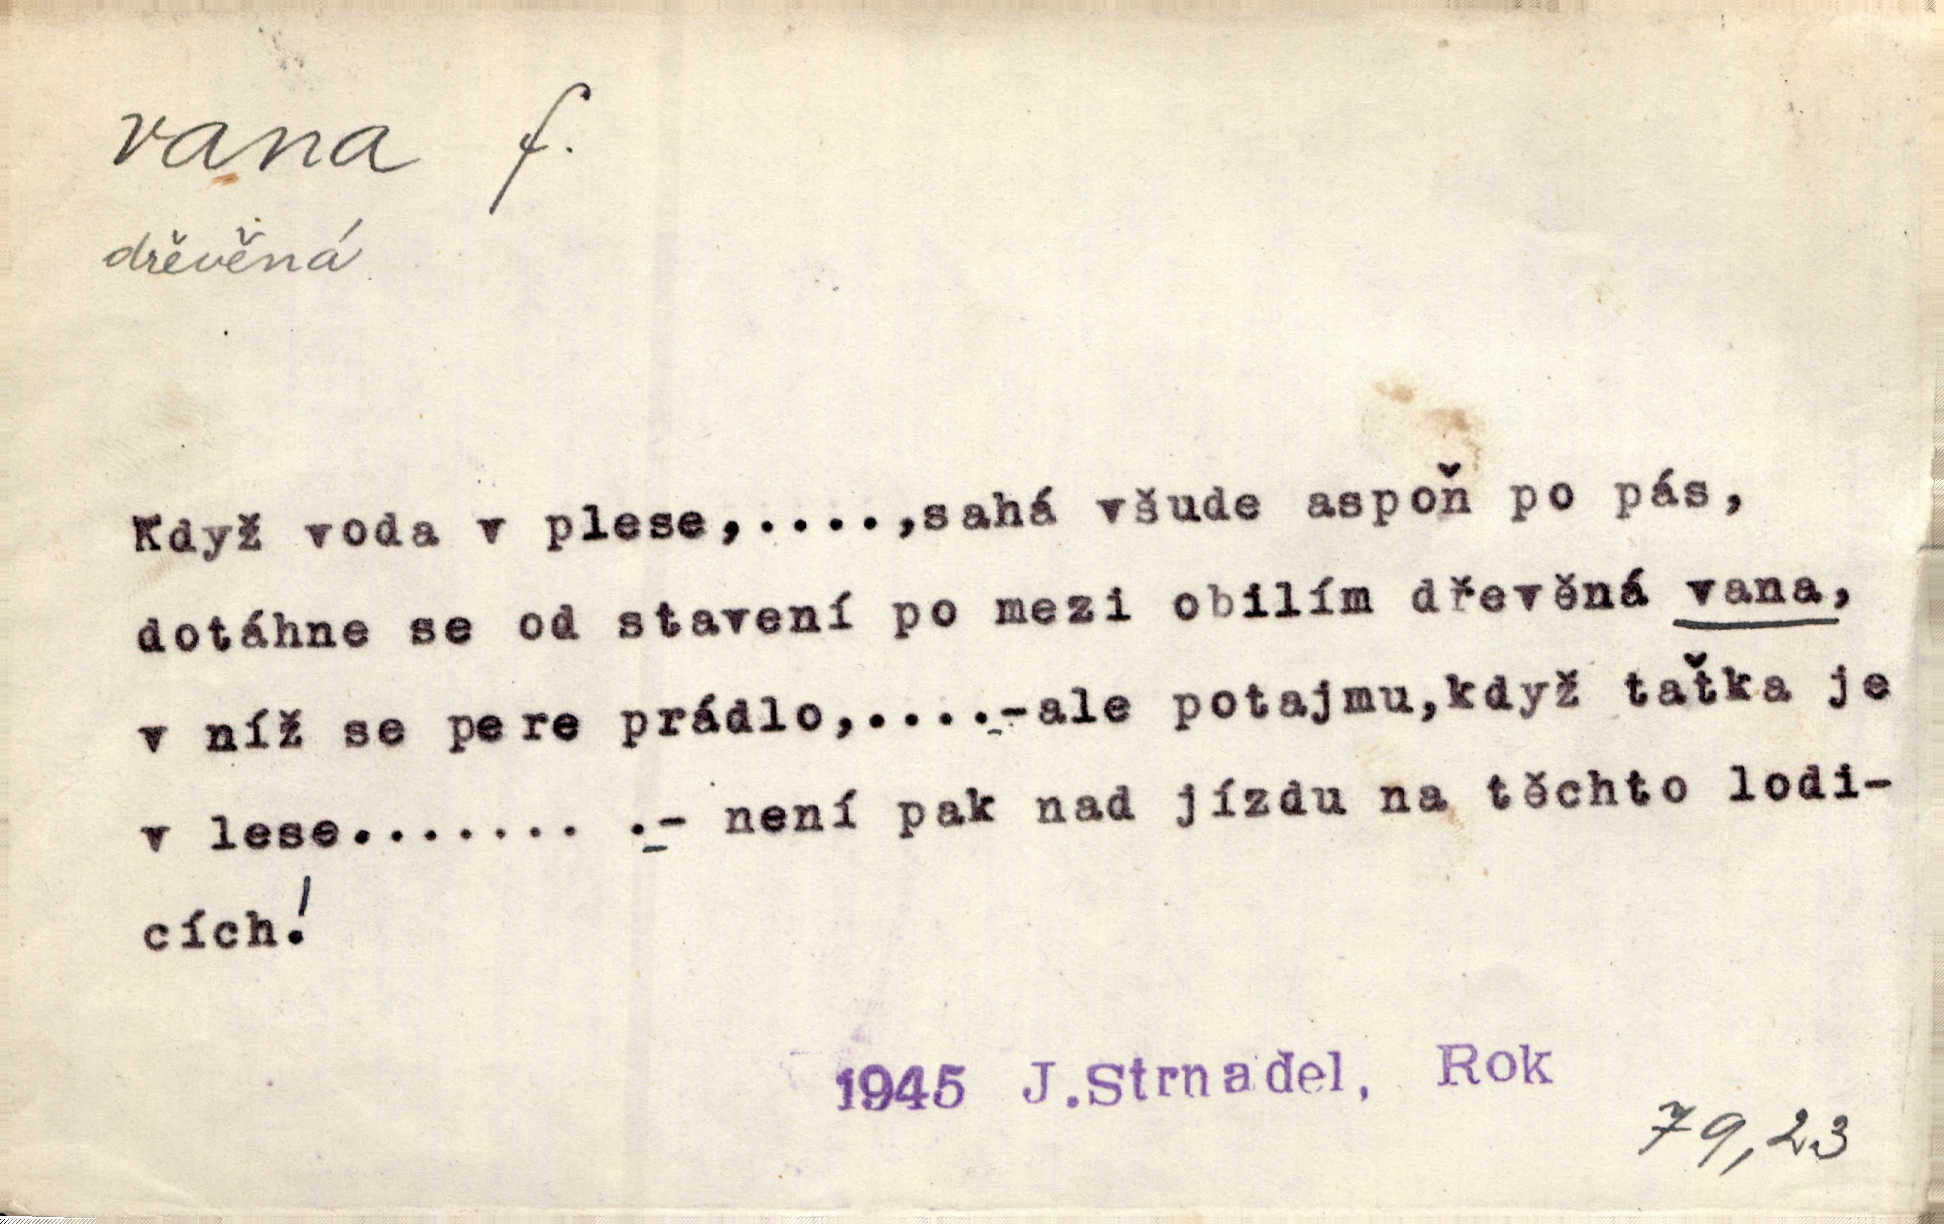 vana f.
dřěvěná
Když voda v plese,....,sahá všude aspoň po pás,
dotáhne se od stavení po mezi obilím dřevěná vana,
v níž se pere prádlo,....-ale potajmu,když taťka je
v lese....... .- není pak nad jízdu na těchto lodi-
cích!
1945 J.Strnadel, Rok
79,23